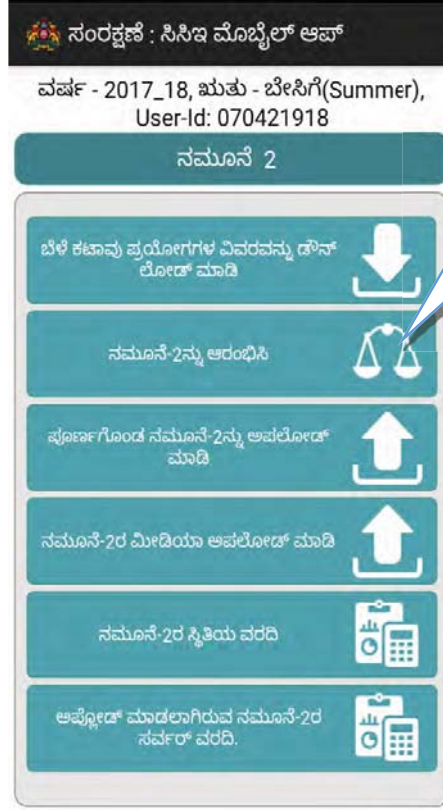 ಸಂರಕ್ಷಣೆ : ಸಿಸಿಇ ಮೊಬೈಲ್ ಆಪ್
ವರ್ಷ - 2017_18, ಋತು - ಬೇಸಿಗೆ(Summer),
User-Id: 070421918
ನಮೂನೆ 2
ಬೆಳೆ ಕಟಾವು ಪ್ರಯೋಗಗಳ ವಿವರವನ್ನು ಡೌನ್
ಲೋಡ್ ಮಾಡಿ
ನಮೂನೆ-2ನ್ನು ಆರಂಭಿಸಿ
ಪೂರ್ಣಗೊಂಡ ನಮೂನೆ-2ನ್ನು ಅಪಲೋಡ್
ಮಾಡಿ
ನಮೂನೆ-2ರ ಮೀಡಿಯಾ ಅಪಲೋಡ್ ಮಾಡಿ
ನಮೂನೆ-2ರ ಸ್ಥಿತಿಯ ವರದಿ
ಅಪ್ಲೋಡ್ ಮಾಡಲಾಗಿರುವ ನಮೂನೆ-2ರ
ಸರ್ವರ್ ವರದಿ.